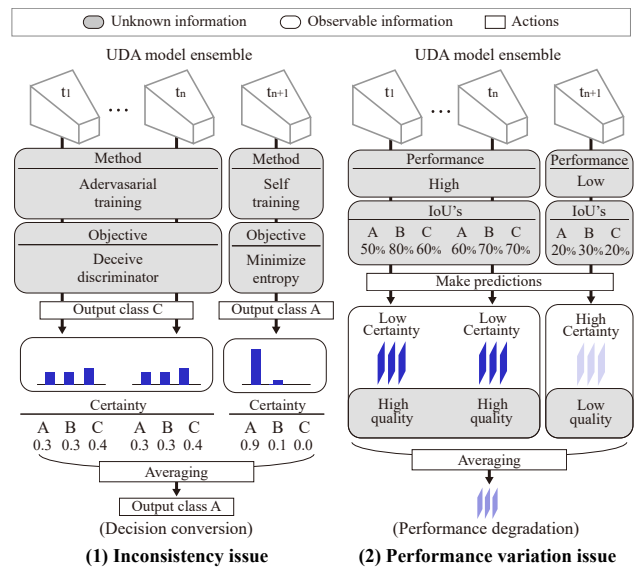 Unknown information Observable information Actions
UDA model ensemble
t1 ... tn tn+1
Method
Adervasarial
training
Method
Self
training
Objective
Deceive
discriminator
Objective
Minimize
entropy
Output class C
Output class A
Certainty
A B C A B C
0.3 0.3 0.4 0.3 0.3 0.4
Certainty
A B C
0.9 0.1 0.0
Averaging
Output class A
(Decision conversion)
(1) Inconsistency issue
UDA model ensemble
t1 ... tn tn+1
Performance
High
Performance
Low
IoU's
A B C A B C
50% 80% 60% 60% 70% 70%
IoU's
A B C
20% 30% 20%
Make predictions
Low
Certainty
Low
Certainty
High
Certainty
High
quality
High
quality
Low
quality
Averaging
(Performance degradation)
(2) Performance variation issue